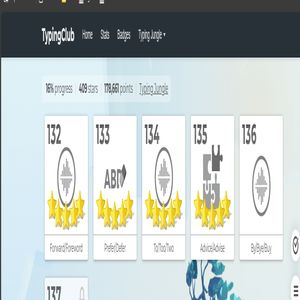 TypingClub Home Stats Badges Typing Jungle
16% progress 409 stars 178,661 points Typing Jungle
132 133 134 135 136
Forward/Foreword Prefer/Defer To/Too/Two Advice/Advise By/Bye/Buy
137